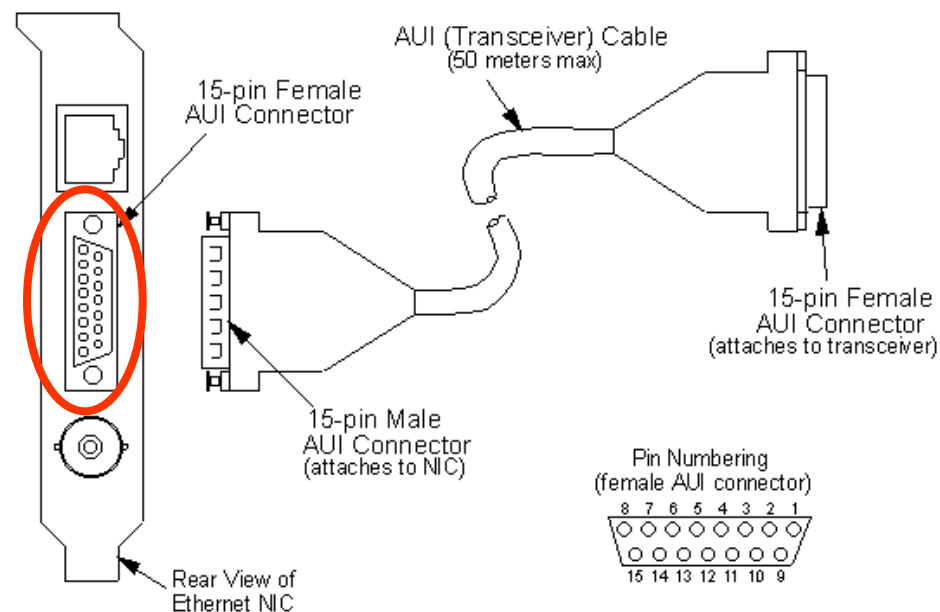 AUI (Transceiver) Cable
(50 meters max)
15-pin Female
AUI Connector
15-pin Female
AUI Connector
(attaches to transceiver)
15-pin Male
AUI Connector
(attaches to NIC)
Pin Numbering
(female AUI connector)
8 7 6 5 4 3 2 1
15 14 13 12 11 10 9
Rear View of
Ethernet NIC